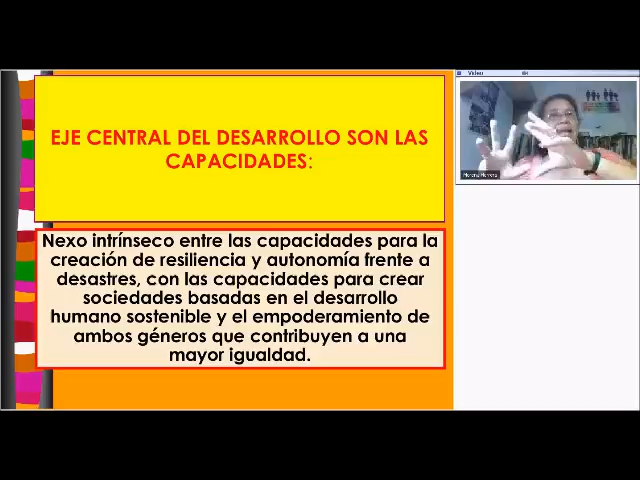 EJE CENTRAL DEL DESARROLLO SON LAS
CAPACIDADES:
Nexo intrínseco entre las capacidades para la
creación de resiliencia y autonomía frente a
desastres, con las capacidades para crear
sociedades basadas en el desarrollo
humano sostenible y el empoderamiento de
ambos géneros que contribuyen a una
mayor igualdad.
Video
Morena Herrera